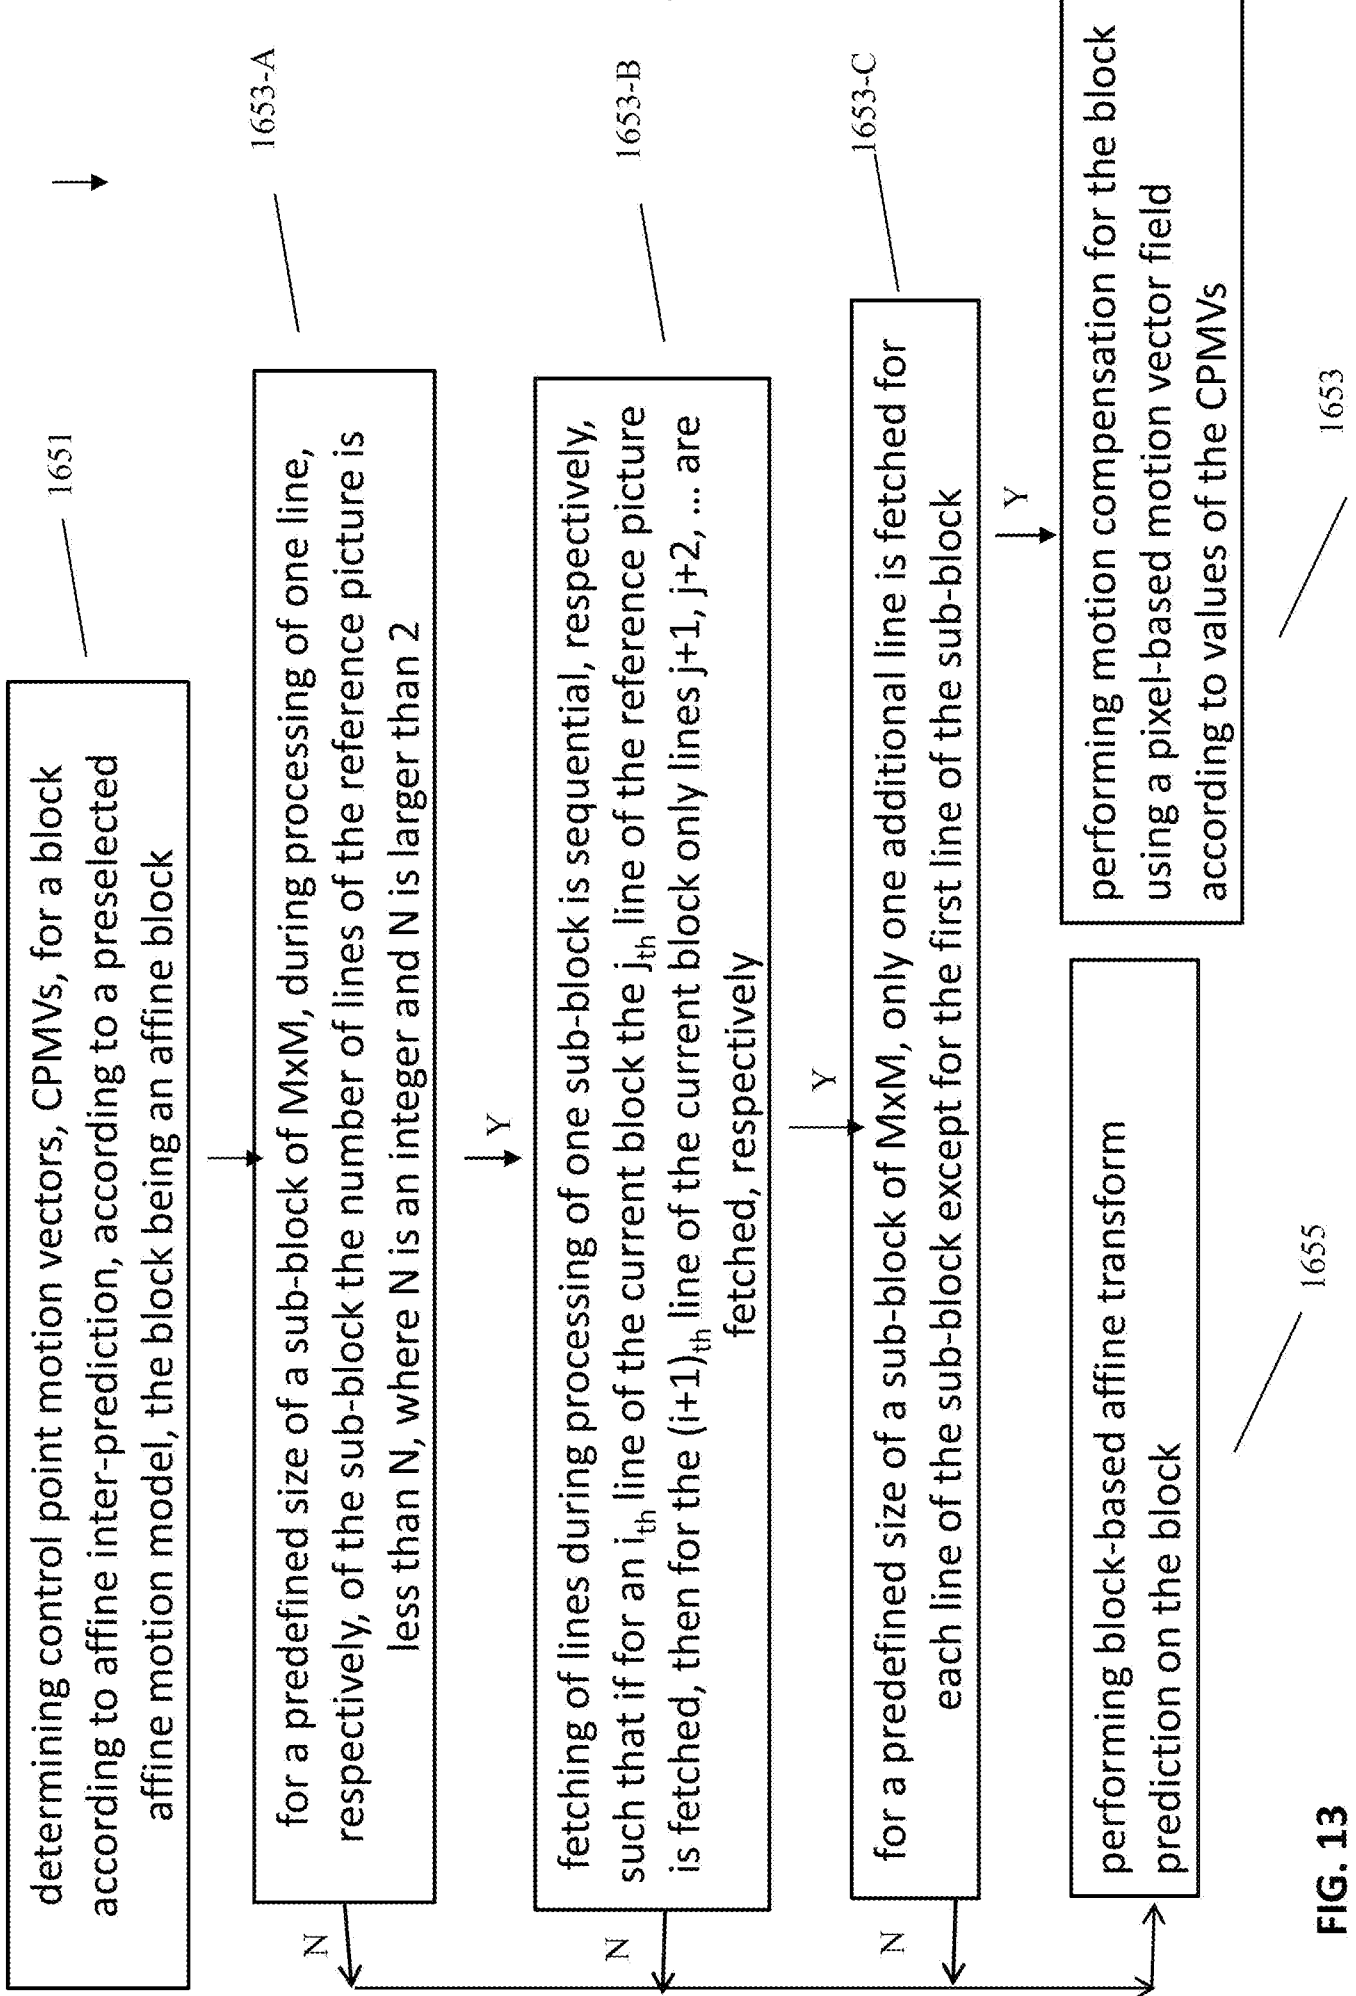 determining control point motion vectors, CPMVs, for a block
according to affine inter-prediction, according to a preselected
affine motion model, the block being an affine block
1651
for a predefined size of a sub-block of MxM, during processing of one line,
respectively, of the sub-block the number of lines of the reference picture is
less than N, where N is an integer and N is larger than 2
1653-A
N
Y
fetching of lines during processing of one sub-block is sequential, respectively,
such that if for an ith line of the current block the jth line of the reference picture
is fetched, then for the (i+1)th line of the current block only lines j+1, j+2, ... are
fetched, respectively
1653-B
N
Y
for a predefined size of a sub-block of MxM, only one additional line is fetched for
each line of the sub-block except for the first line of the sub-block
1653-C
N
Y
performing block-based affine transform
prediction on the block
1655
performing motion compensation for the block
using a pixel-based motion vector field
according to values of the CPMVs
1653
FIG. 13